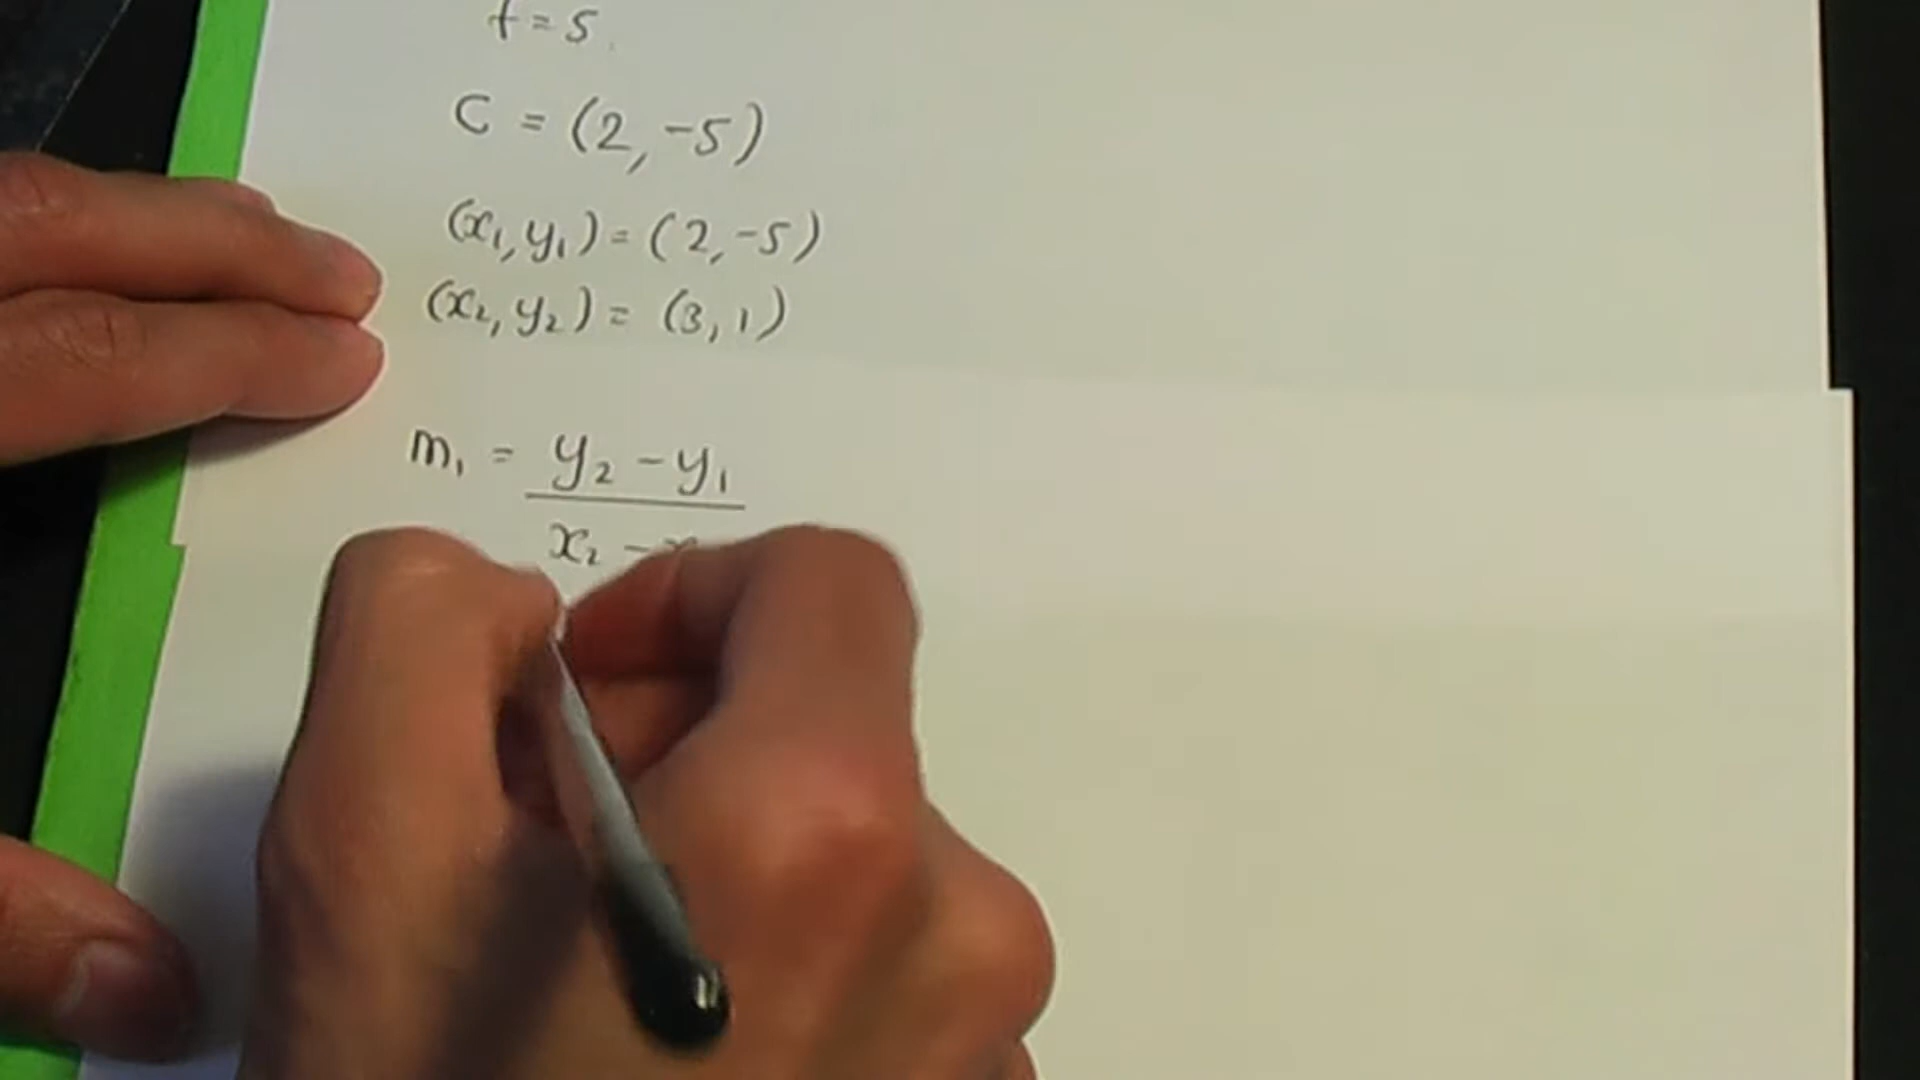 f = 5
C = (2, -5)
(x₁, y₁) = (2, -5)
(x₂, y₂) = (3, 1)
m₁ = y₂ - y₁
x₂ - x